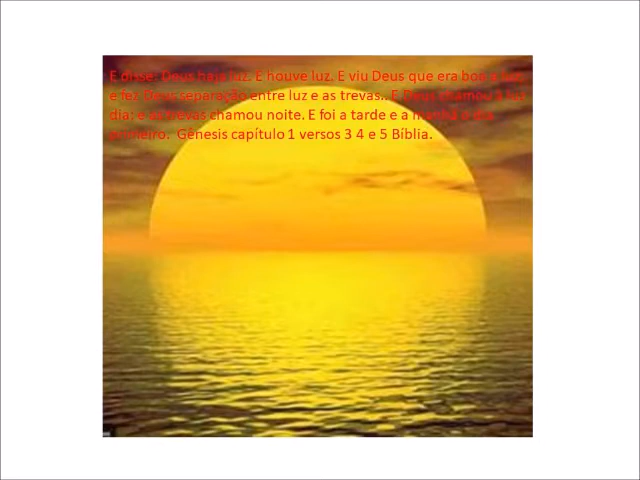 E disse: Deus haja luz. E houve luz. E viu Deus que era boa a luz;
e fez Deus separação entre luz e as trevas.. E Deus chamou à luz
dia; e as trevas chamou noite. E foi a tarde e a manhã o dia
primeiro.  Gênesis capítulo 1 versos 3 4 e 5 Bíblia.